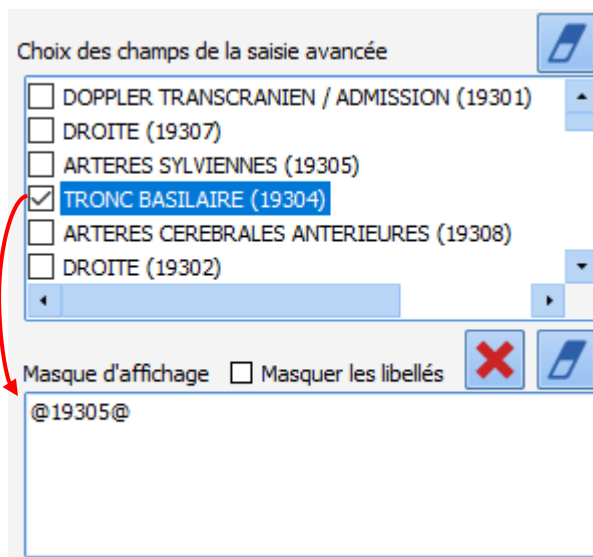 Choix des champs de la saisie avancée
DOPPLER TRANSCRANIEN / ADMISSION (19301)
DROITE (19307)
ARTERES SYLVIENNES (19305)
TRONC BASILAIRE (19304)
ARTERES CEREBRALES ANTERIEURES (19308)
DROITE (19302)
Masque d'affichage Masquer les libellés
@19305@